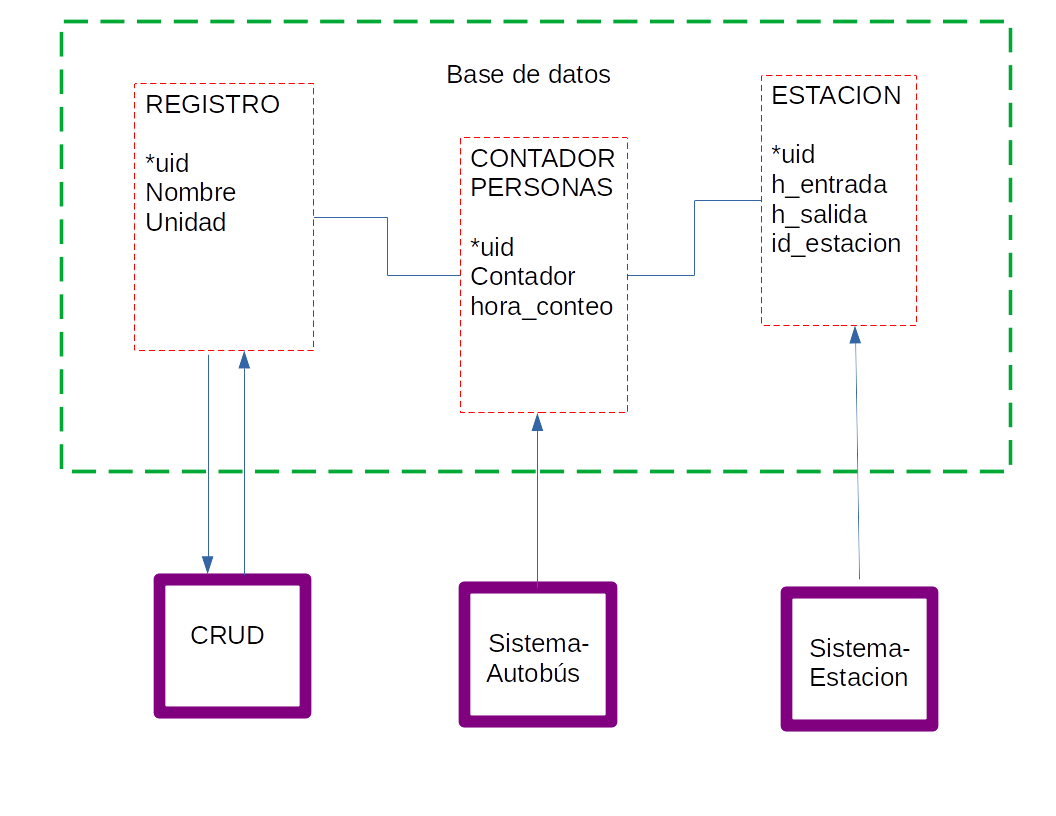 Base de datos
REGISTRO
*uid
Nombre
Unidad
CONTADOR
PERSONAS
*uid
Contador
hora_conteo
ESTACION
*uid
h_entrada
h_salida
id_estacion
CRUD
Sistema-
Autobús
Sistema-
Estacion